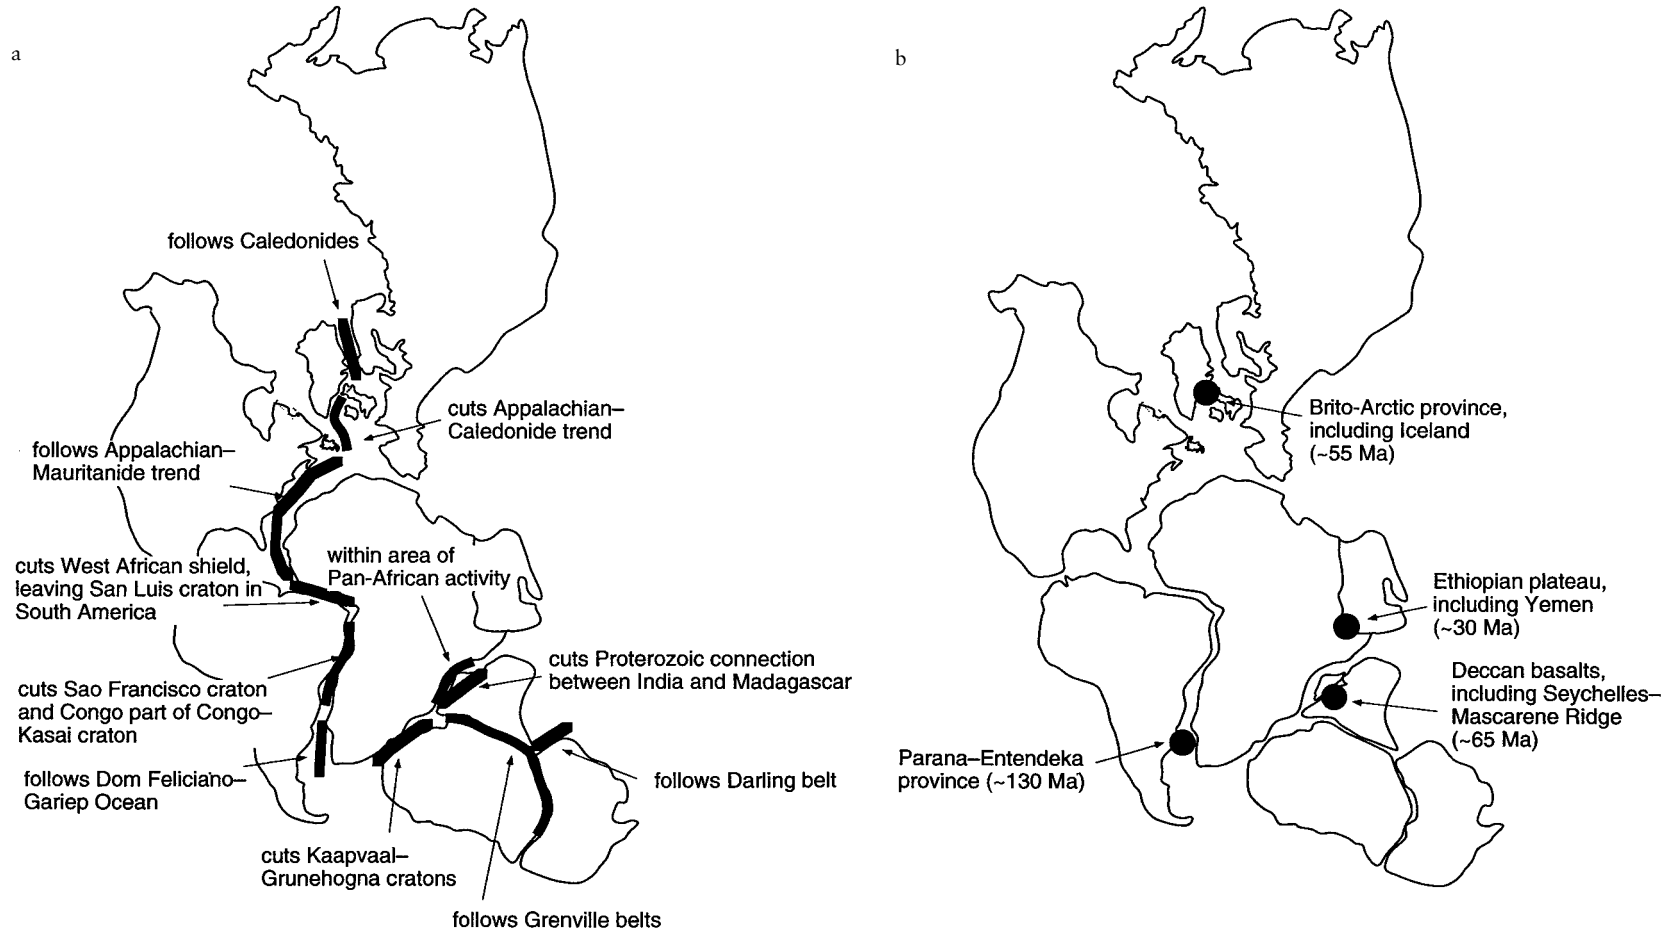 a
follows Caledonides
cuts Appalachian–
Caledonide trend
follows Appalachian–
Mauritanide trend
within area of
Pan-African activity
cuts West African shield,
leaving San Luis craton in
South America
cuts Proterozoic connection
between India and Madagascar
cuts Sao Francisco craton
and Congo part of Congo–
Kasai craton
follows Dom Feliciano–
Gariep Ocean
follows Darling belt
cuts Kaapvaal–
Grunehogna cratons
follows Grenville belts
b
Brito-Arctic province,
including Iceland
(~55 Ma)
Ethiopian plateau,
including Yemen
(~30 Ma)
Deccan basalts,
including Seychelles–
Mascarene Ridge
(~65 Ma)
Parana–Entendeka
province (~130 Ma)